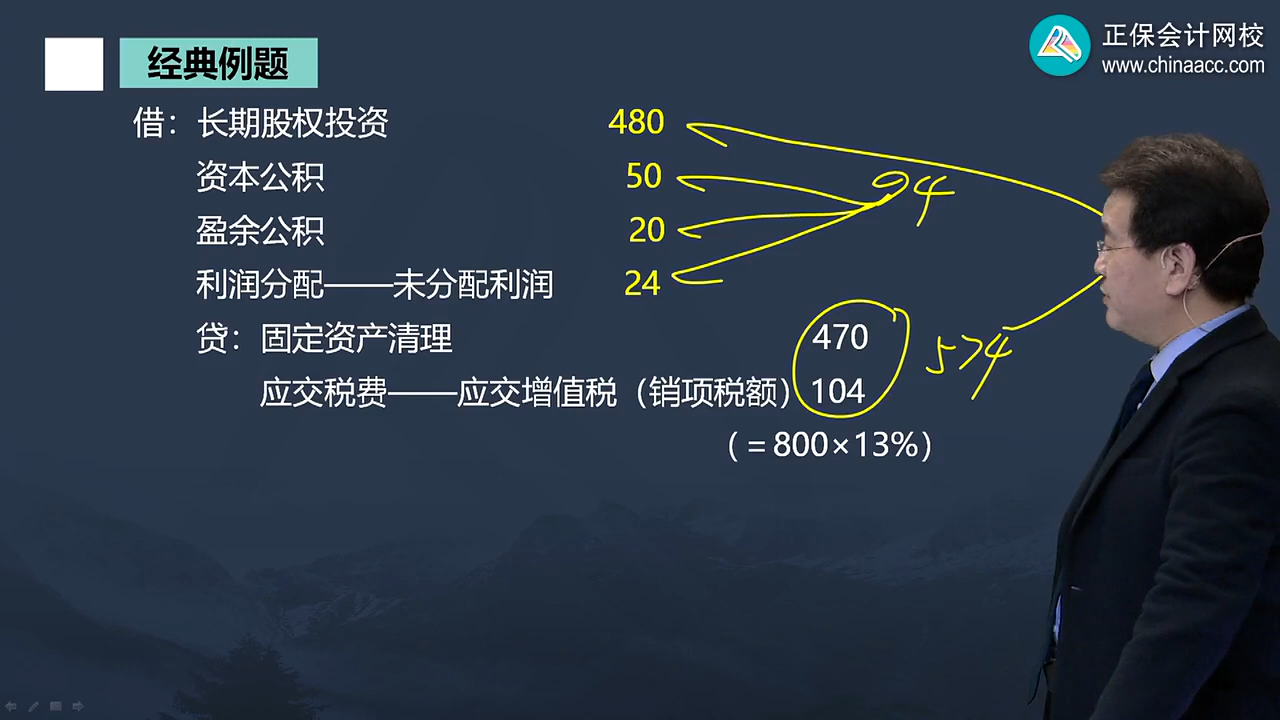 经典例题
正保会计网校
www.chinaacc.com
借：长期股权投资 480
资本公积 50
94
盈余公积 20
利润分配——未分配利润 24
贷：固定资产清理 470
574
应交税费——应交增值税（销项税额） 104
（＝800×13%）